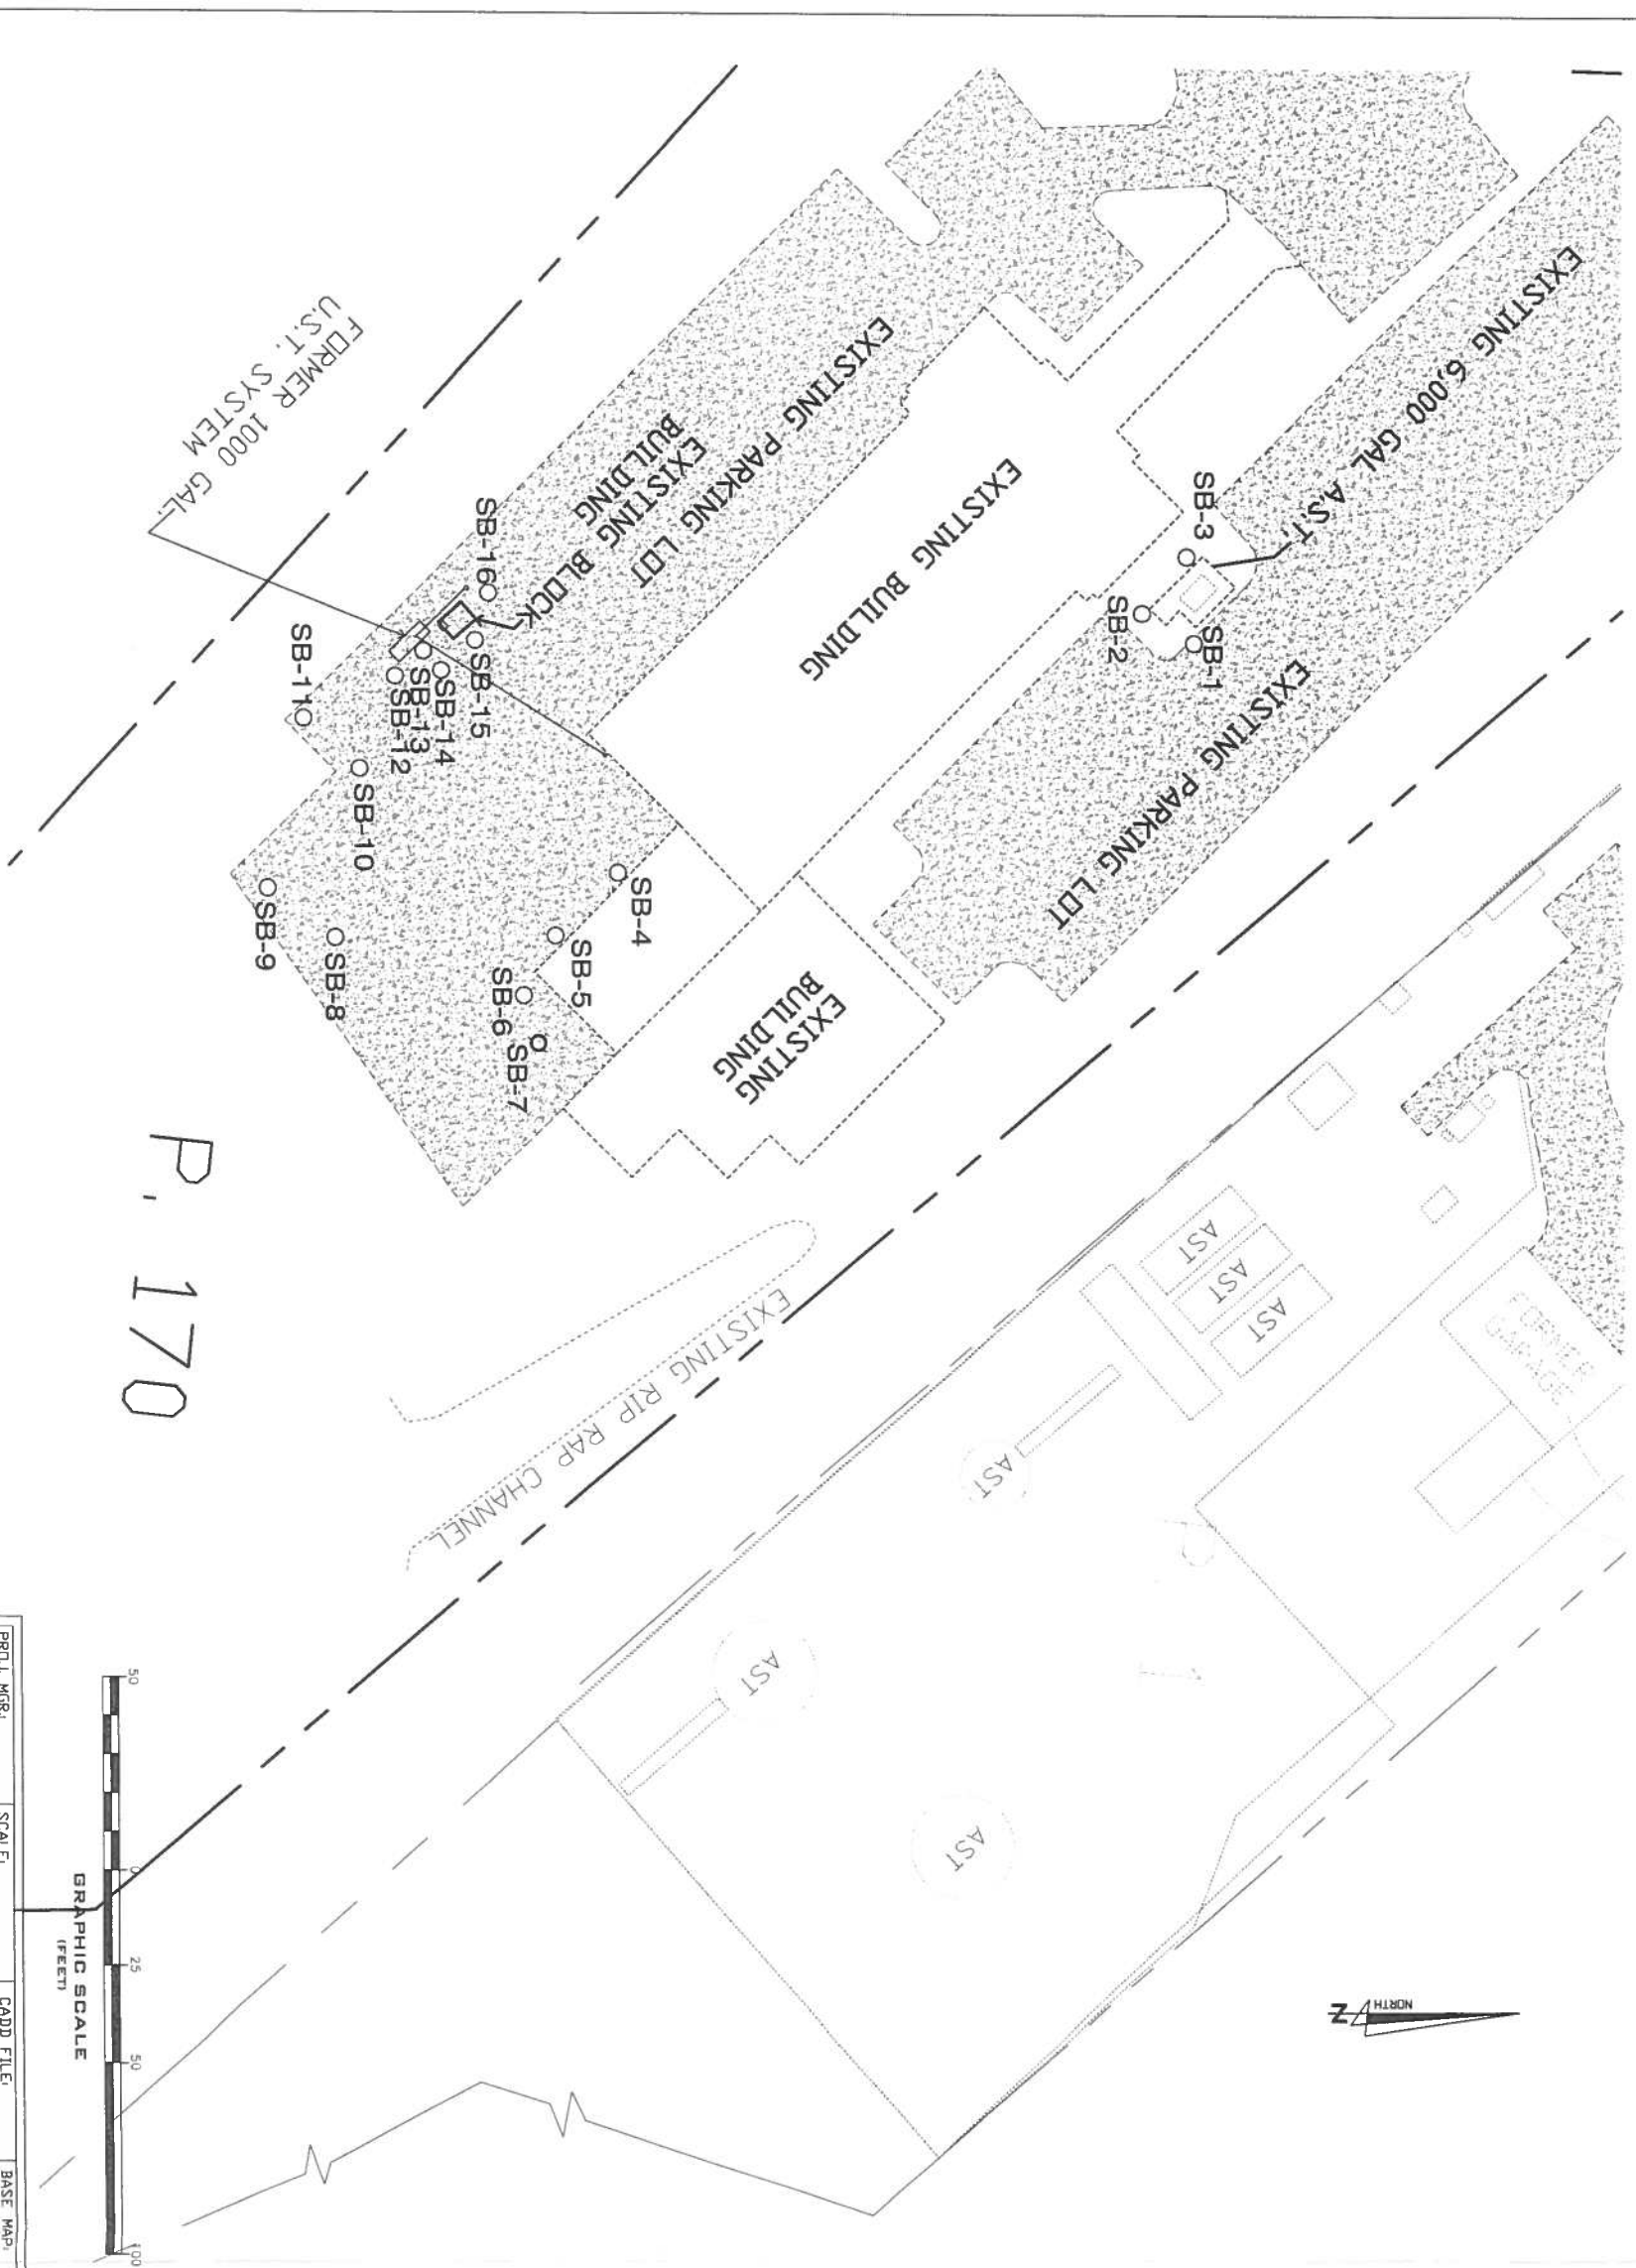 EXISTING 6,000 GAL A.S.T.
EXISTING PARKING LOT
SB-3
SB-2
SB-1
EXISTING BUILDING
EXISTING PARKING LOT
EXISTING BLOCK
BUILDING
FORMER 1000 GAL.
U.S.T. SYSTEM
SB-16
SB-15
SB-14
SB-13
SB-12
SB-11
SB-10
SB-9
SB-8
SB-4
SB-5
SB-6
SB-7
EXISTING
BUILDING
FORMER
GARAGE
AST
AST
AST
AST
AST
AST
EXISTING RIP RAP CHANNEL
P. 170
NORTH
N
50
0
25
50
100
GRAPHIC SCALE
(FEET)
PROJ. MGR:
SCALE:
CADD FILE:
BASE MAP: